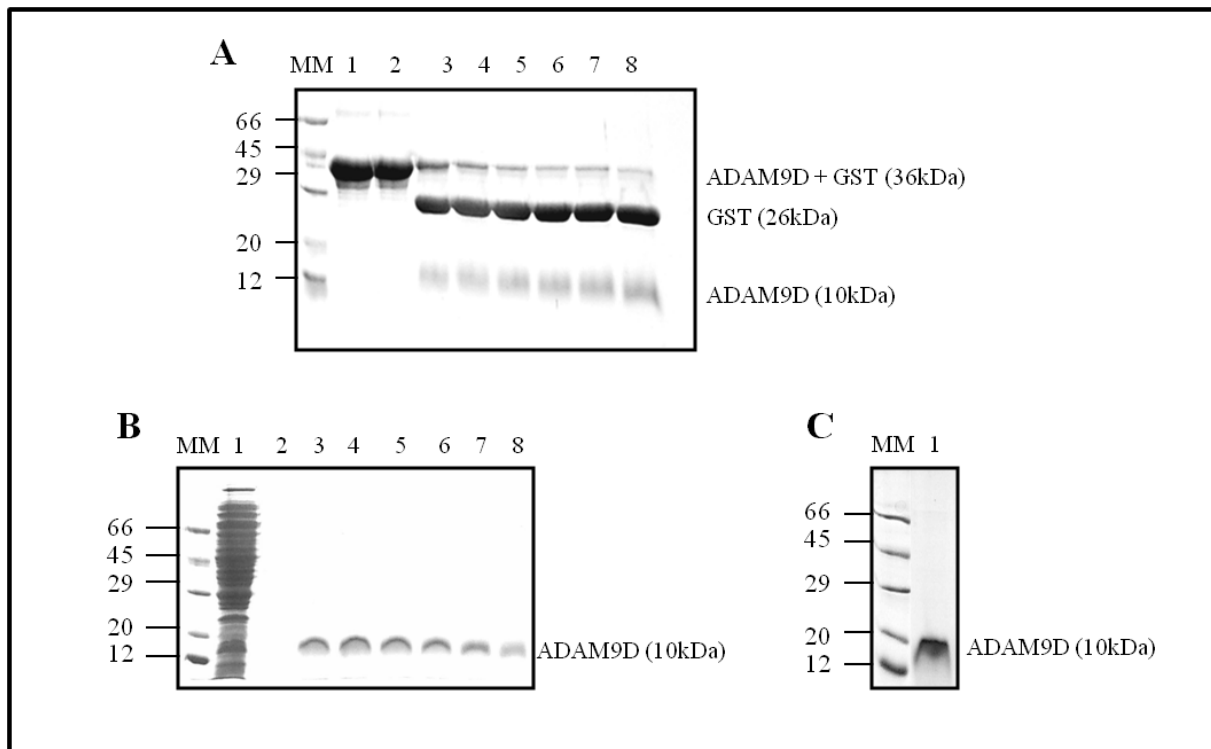 A
MM 1 2 3 4 5 6 7 8
66
45
29
20
12
ADAM9D + GST (36kDa)
GST (26kDa)
ADAM9D (10kDa)
B
MM 1 2 3 4 5 6 7 8
66
45
29
20
12
ADAM9D (10kDa)
C
MM 1
66
45
29
20
12
ADAM9D (10kDa)